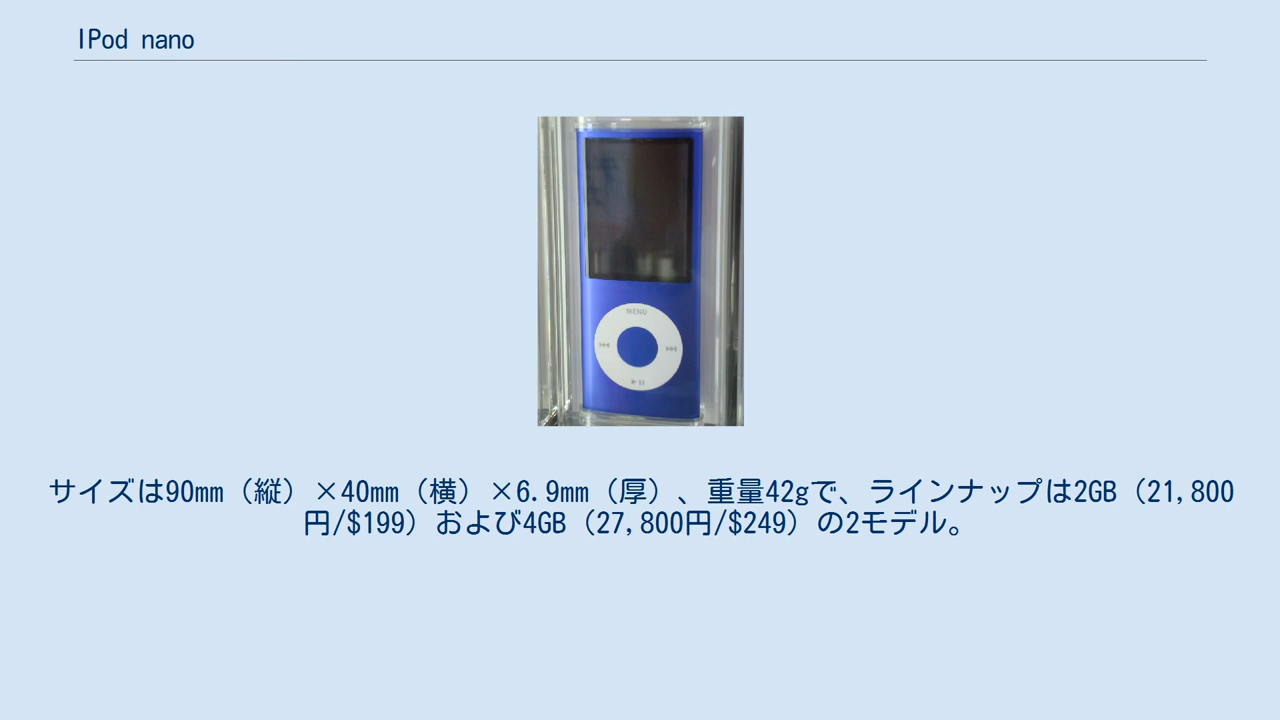 IPod nano
MENU
サイズは90mm（縦）×40mm（横）×6.9mm（厚）、重量42gで、ラインナップは2GB（21,800
円/$199）および4GB（27,800円/$249）の2モデル。